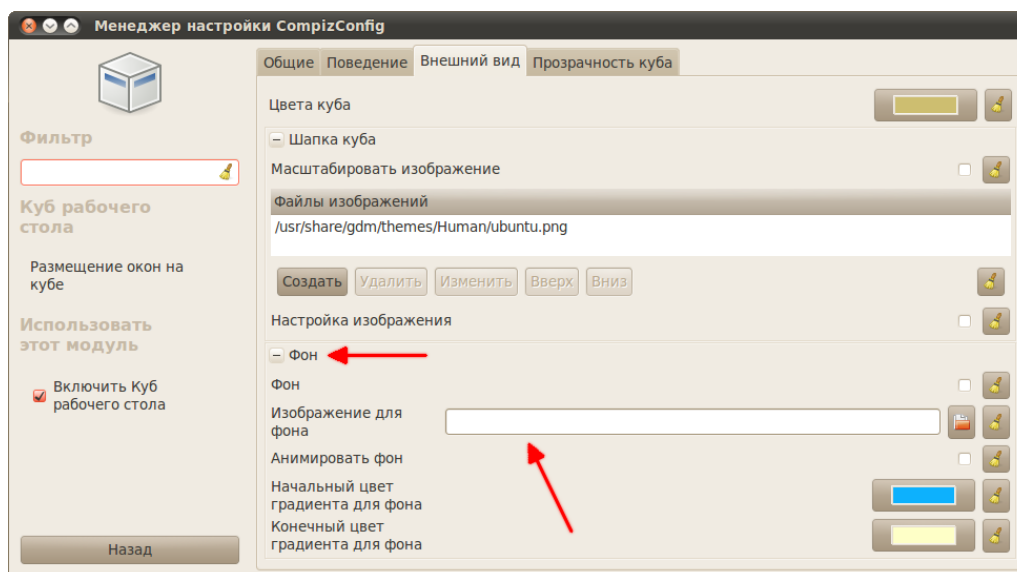 Менеджер настройки CompizConfig
Общие Поведение Внешний вид Прозрачность куба
Фильтр
Куб рабочего
стола
Размещение окон на
кубе
Использовать
этот модуль
Включить Куб
рабочего стола
Назад
Цвета куба
Шапка куба
Масштабировать изображение
Файлы изображений
/usr/share/gdm/themes/Human/ubuntu.png
Создать Удалить Изменить Вверх Вниз
Настройка изображения
Фон
Фон
Изображение для
фона
Анимировать фон
Начальный цвет
градиента для фона
Конечный цвет
градиента для фона